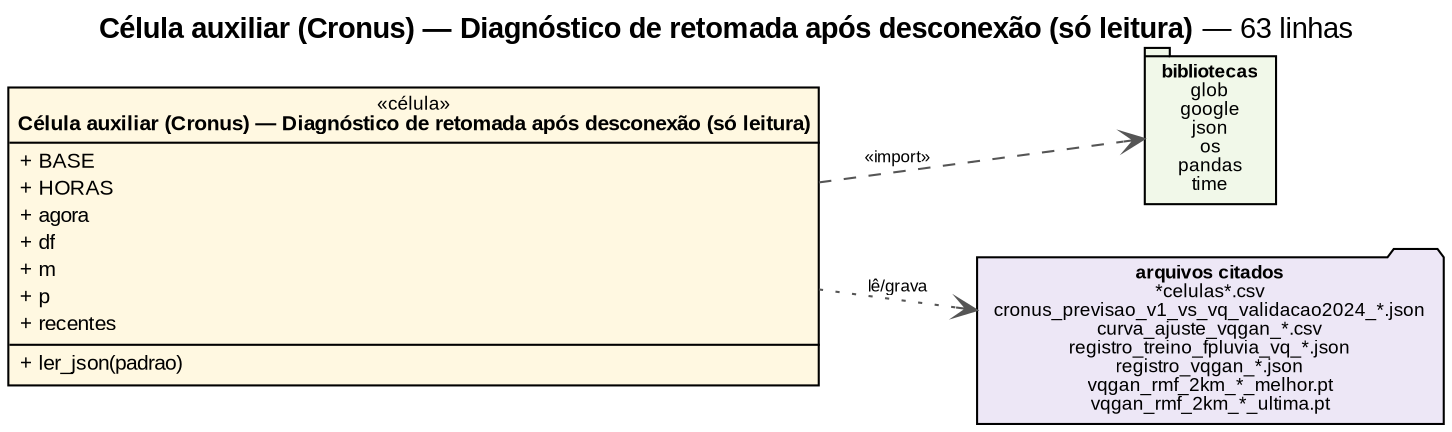 Célula auxiliar (Cronus) — Diagnóstico de retomada após desconexão (só leitura) — 63 linhas
«célula»
Célula auxiliar (Cronus) — Diagnóstico de retomada após desconexão (só leitura)
+ BASE
+ HORAS
+ agora
+ df
+ m
+ p
+ recentes
+ ler_json(padrao)
«import»
lê/grava
bibliotecas
glob
google
json
os
pandas
time
arquivos citados
*celulas*.csv
cronus_previsao_v1_vs_vq_validacao2024_*.json
curva_ajuste_vqgan_*.csv
registro_treino_fpluvia_vq_*.json
registro_vqgan_*.json
vqgan_rmf_2km_*_melhor.pt
vqgan_rmf_2km_*_ultima.pt